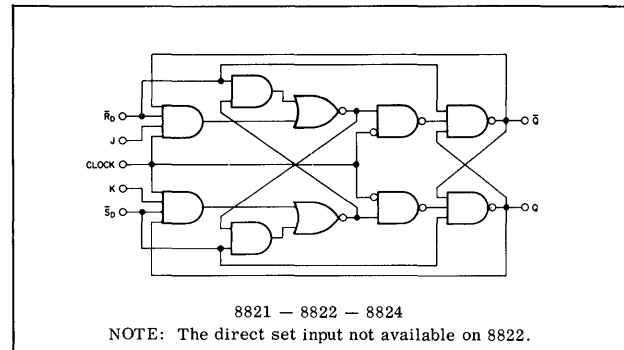 R̄D
J
CLOCK
K
S̄D
Q̄
Q
8821 — 8822 — 8824
NOTE: The direct set input not available on 8822.